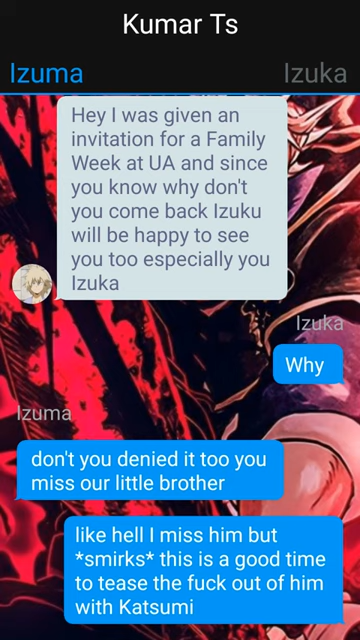 Kumar Ts
Izuma Izuka
Hey I was given an
invitation for a Family
Week at UA and since
you know why don't
you come back Izuku
will be happy to see
you too especially you
Izuka
Izuka
Why
Izuma
don't you denied it too you
miss our little brother
like hell I miss him but
*smirks* this is a good time
to tease the fuck out of him
with Katsumi